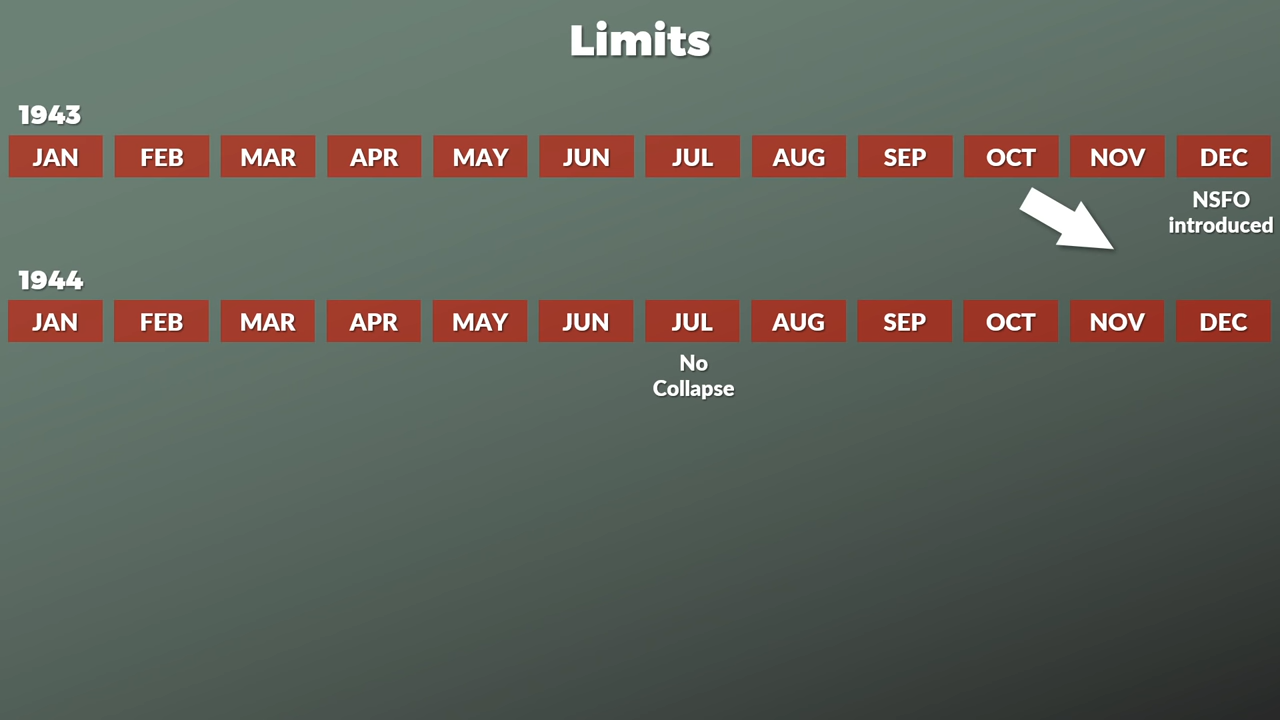 Limits
1943
JAN FEB MAR APR MAY JUN JUL AUG SEP OCT NOV DEC
NSFO
introduced
1944
JAN FEB MAR APR MAY JUN JUL AUG SEP OCT NOV DEC
No
Collapse